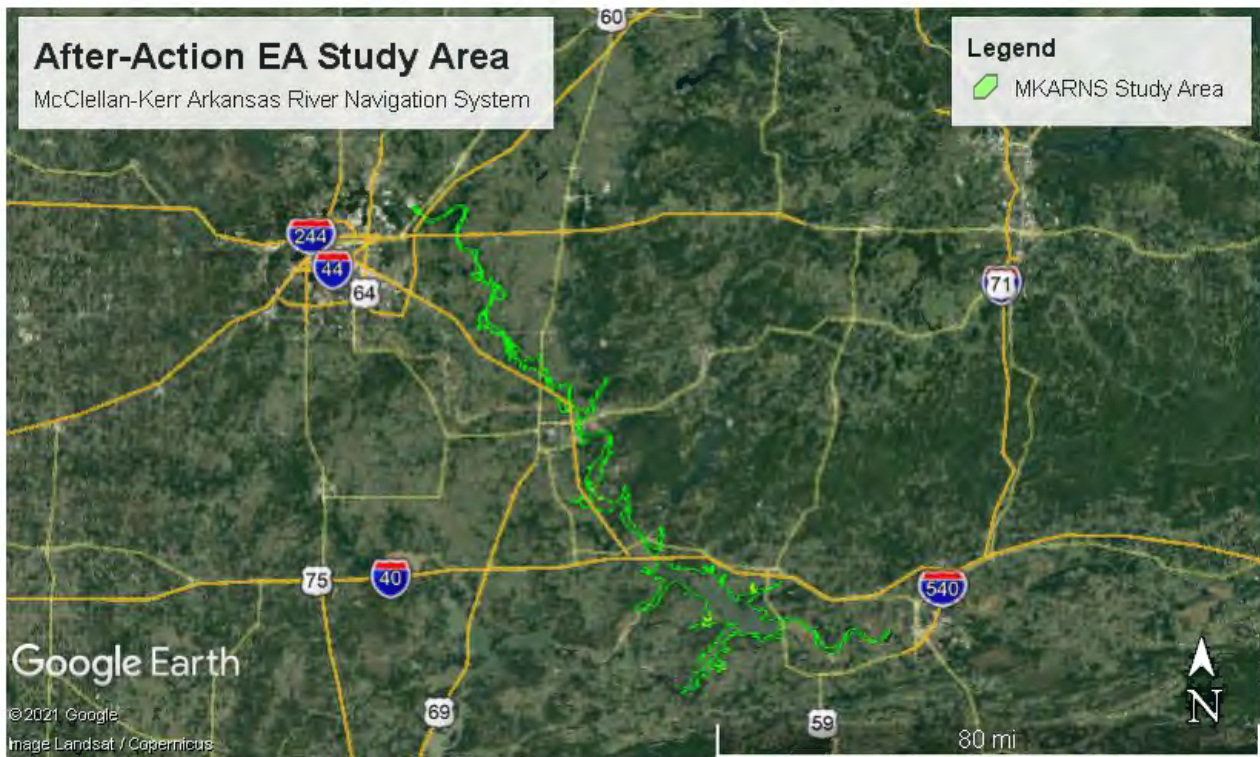 After-Action EA Study Area
McClellan-Kerr Arkansas River Navigation System
60
Legend
MKARNS Study Area
244
44
64
71
75
40
540
69
59
Google Earth
©2021 Google
Image Landsat / Copernicus
80 mi
N